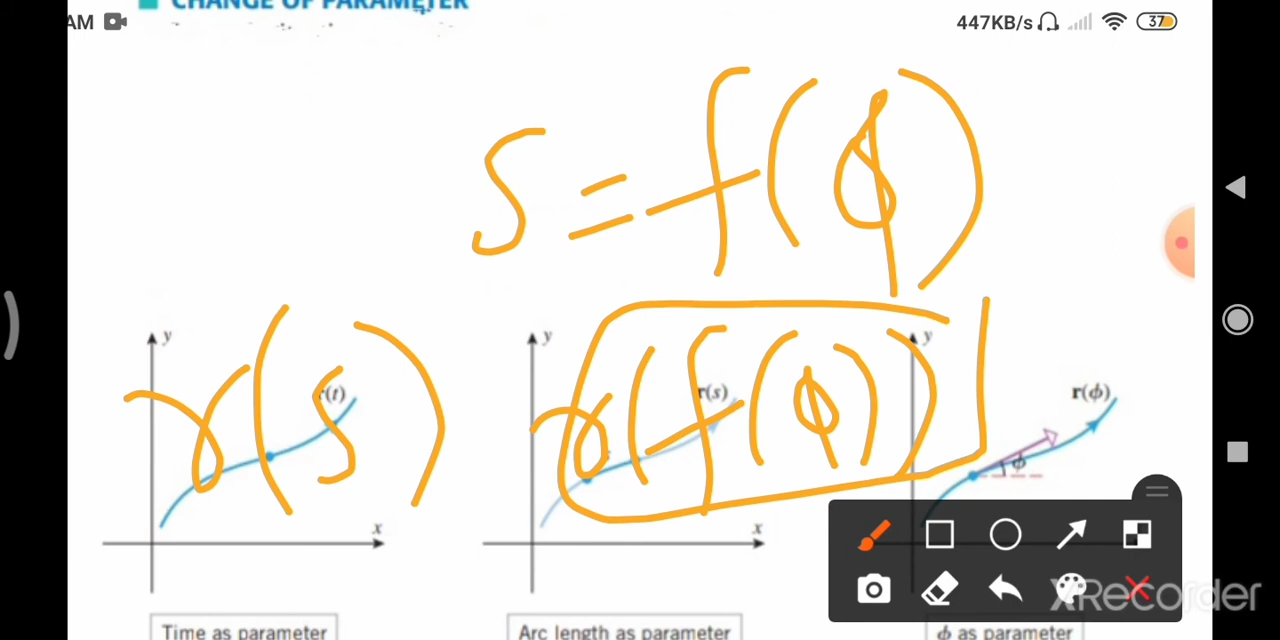 CHANGE OF PARAMETER
AM
447KB/s
37
S = f(ϕ)
γ(s)
γ(f(ϕ))
y
r(t)
x
y
r(s)
x
y
r(ϕ)
ϕ
XRecorder
Time as parameter
Arc length as parameter
ϕ as parameter